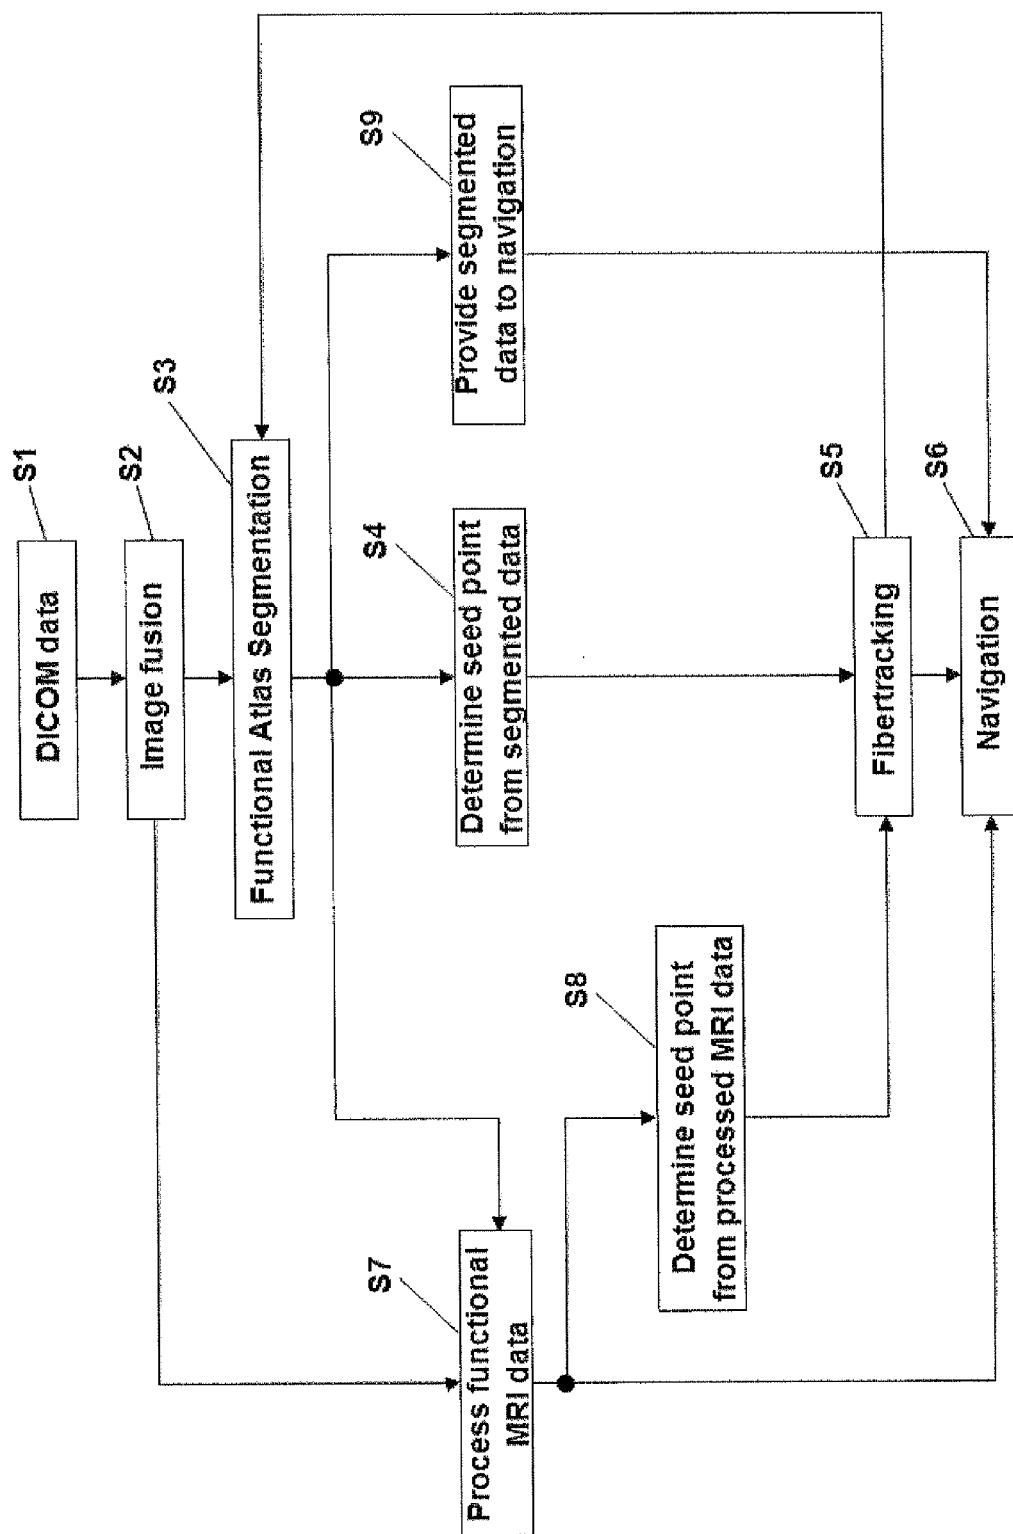 S1
DICOM data
S2
Image fusion
S3
Functional Atlas Segmentation
S7
Process functional
MRI data
S4
Determine seed point
from segmented data
S9
Provide segmented
data to navigation
S8
Determine seed point
from processed MRI data
S5
Fibertracking
S6
Navigation